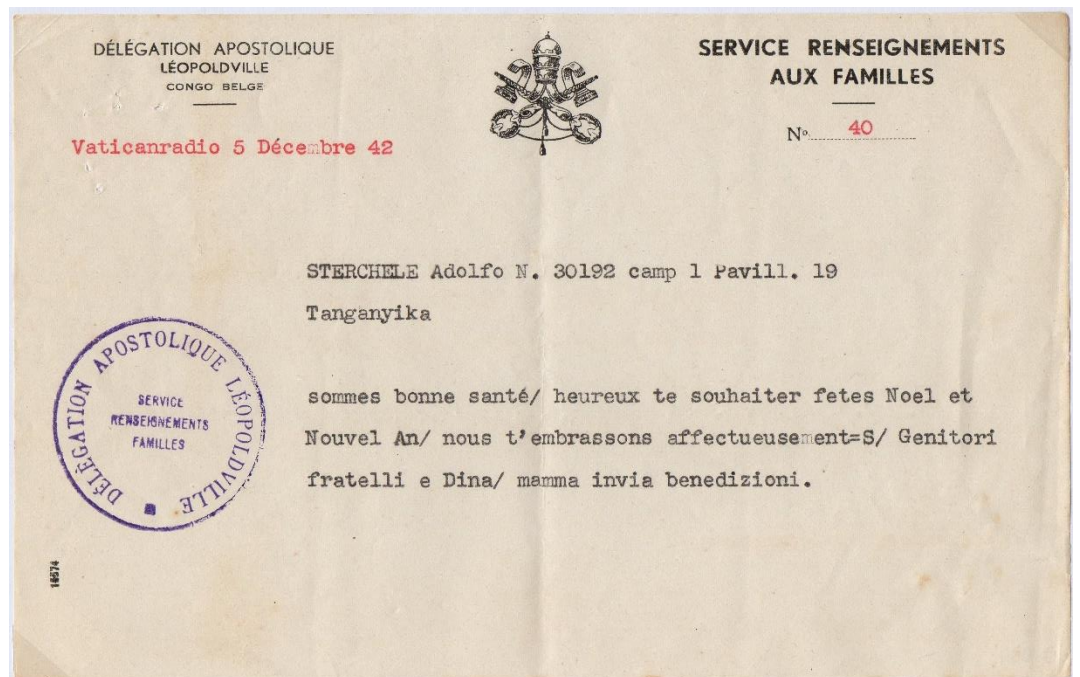 DÉLÉGATION APOSTOLIQUE
LÉOPOLDVILLE
CONGO BELGE
SERVICE RENSEIGNEMENTS
AUX FAMILLES
No. 40
Vaticanradio 5 Décembre 42
STERCHELE Adolfo N. 30192 camp 1 Pavill. 19
Tanganyika
sommes bonne santé/ heureux te souhaiter fetes Noel et
Nouvel An/ nous t'embrassons affectueusement=S/ Genitori
fratelli e Dina/ mamma invia benedizioni.
DÉLÉGATION APOSTOLIQUE LÉOPOLDVILLE
SERVICE
RENSEIGNEMENTS
FAMILLES